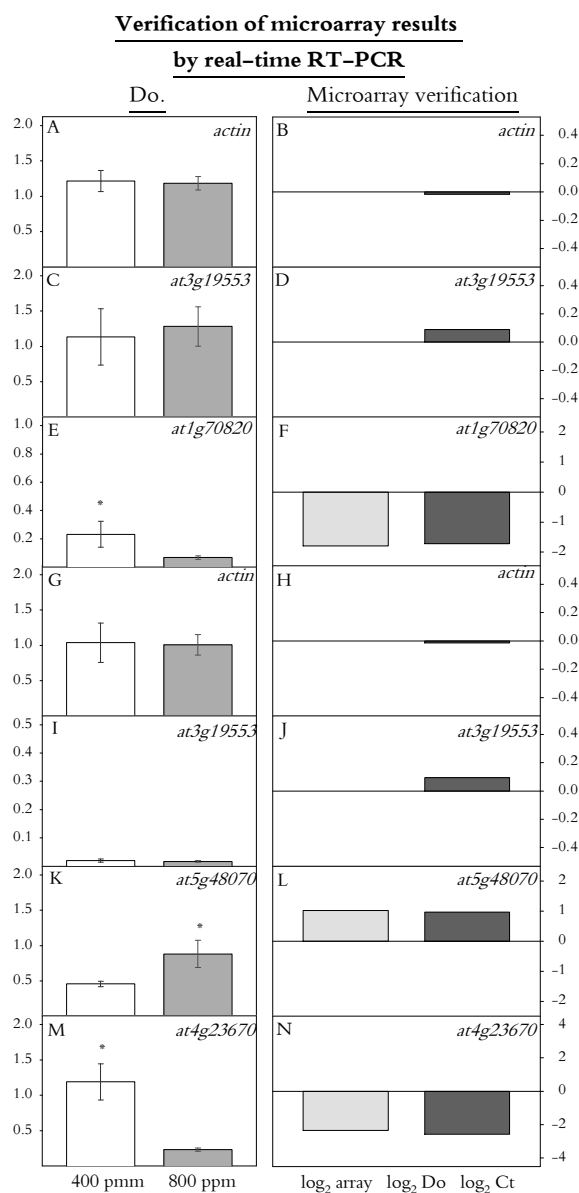 Verification of microarray results
by real-time RT-PCR
Do. Microarray verification
2.0 A actin B actin 0.4
1.5 0.2
1.0 0.0
0.5 -0.2
-0.4
2.0 C at3g19553 D at3g19553 0.4
1.5 0.2
1.0 0.0
0.5 -0.2
-0.4
1.0 E at1g70820 F at1g70820 2
0.8 1
0.6 0
0.4 * -1
0.2 -2
2.0 G actin H actin 0.4
1.5 0.2
1.0 0.0
0.5 -0.2
-0.4
0.5 I at3g19553 J at3g19553 0.4
0.4 0.2
0.3 0.0
0.2 -0.2
0.1 -0.4
2.0 K at5g48070 L at5g48070 2
1.5 * 1
1.0 0
0.5 -1
-2
2.0 M at4g23670 N at4g23670 4
1.5 * 2
1.0 0
0.5 -2
-4
400 pmm 800 ppm log2 array log2 Do log2 Ct